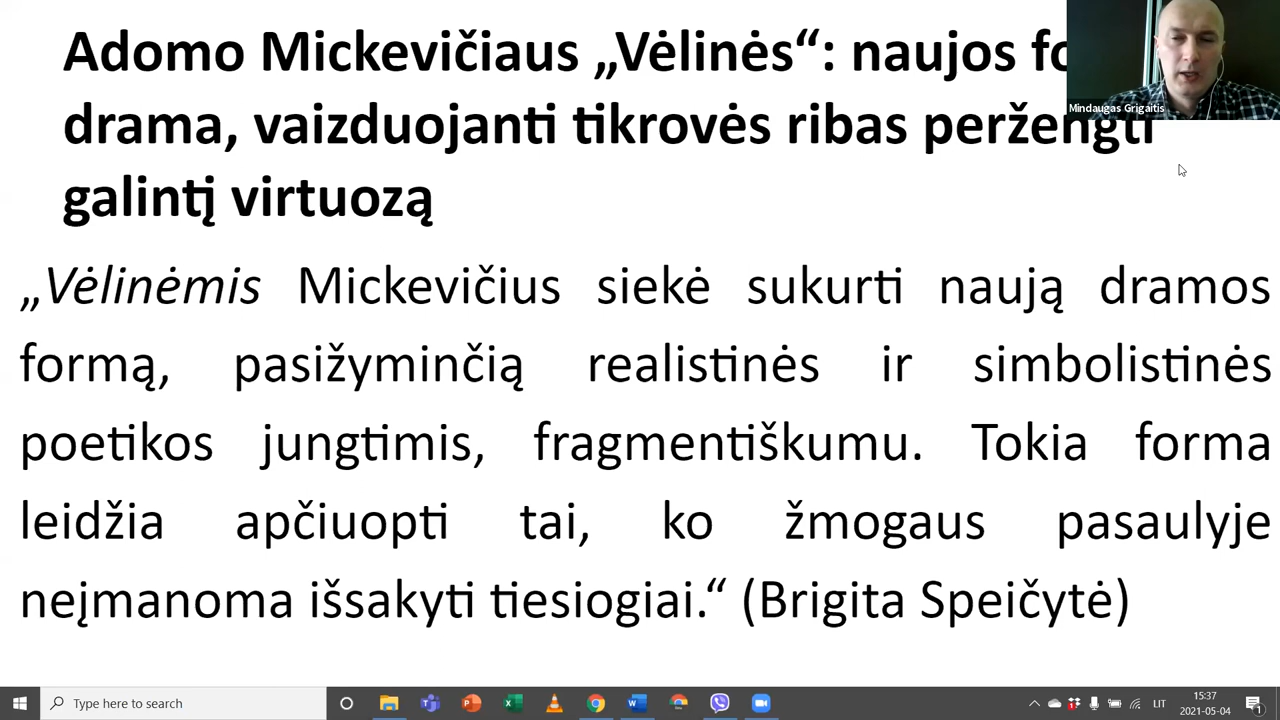 Adomo Mickevičiaus „Vėlinės“: naujos
drama, vaizduojanti tikrovės ribas peržengti
galintį virtuozą
„Vėlinėmis Mickevičius siekė sukurti naują dramos
formą, pasižyminčią realistinės ir simbolistinės
poetikos jungtimis, fragmentiškumu. Tokia forma
leidžia apčiuopti tai, ko žmogaus pasaulyje
neįmanoma išsakyti tiesiogiai.“ (Brigita Speičytė)
Mindaugas Grigaitis
Type here to search
LIT
15:37
2021-05-04